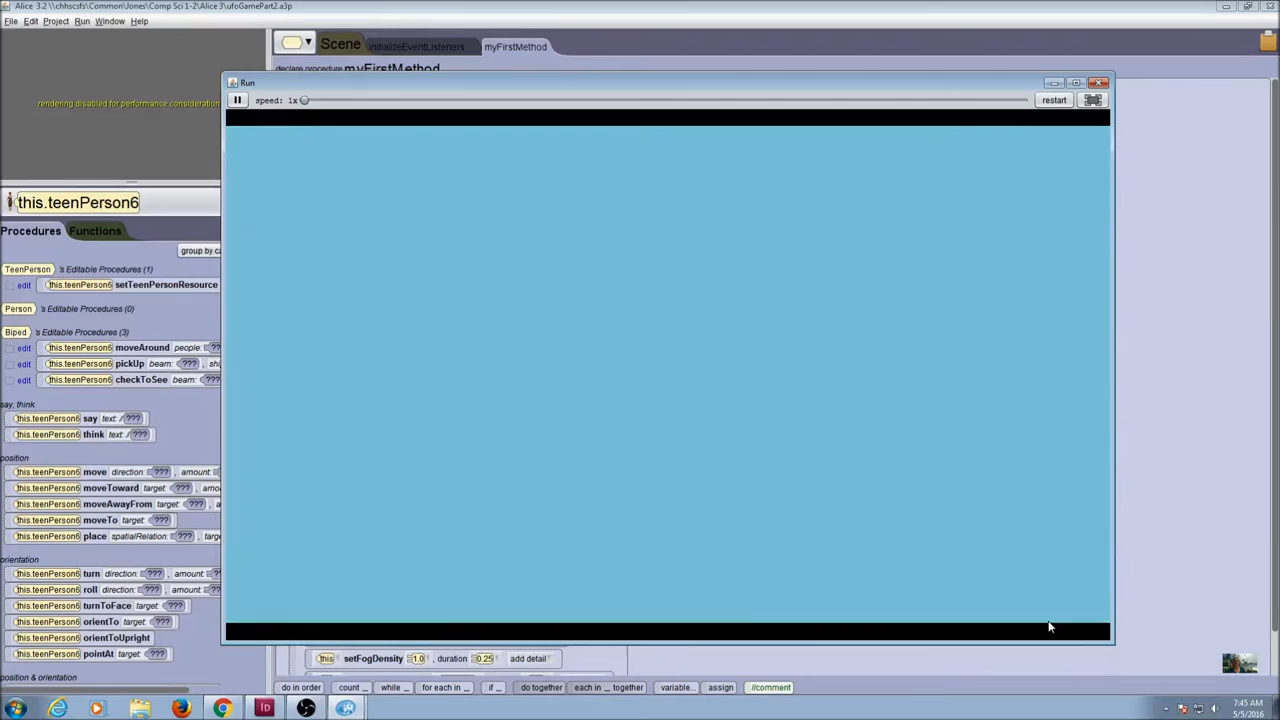 Alice 3.2 \\chhscsfs\Common\Jones\Comp Sci 1-2\Alice 3\ufoGamePart2.a3p
File Edit Project Run Window Help
Scene initializeEventListeners myFirstMethod
declare procedure myFirstMethod
Run
speed: 1x restart
rendering disabled for performance consideration
this.teenPerson6
Procedures Functions
group by ca
TeenPerson 's Editable Procedures (1)
edit this.teenPerson6 setTeenPersonResource
Person 's Editable Procedures (0)
Biped 's Editable Procedures (3)
edit this.teenPerson6 moveAround people: ??
edit this.teenPerson6 pickUp beam: ??? , shi
edit this.teenPerson6 checkToSee beam: ???
say, think
this.teenPerson6 say text: ???
this.teenPerson6 think text: ???
position
this.teenPerson6 move direction: ??? , amount:
this.teenPerson6 moveToward target: ??? , amou
this.teenPerson6 moveAwayFrom target: ??? , a
this.teenPerson6 moveTo target: ???
this.teenPerson6 place spatialRelation: ??? , targe
orientation
this.teenPerson6 turn direction: ??? , amount: ?
this.teenPerson6 roll direction: ??? , amount: ??
this.teenPerson6 turnToFace target: ???
this.teenPerson6 orientTo target: ???
this.teenPerson6 orientToUpright
this.teenPerson6 pointAt target: ???
position & orientation
this setFogDensity 1.0 , duration 0.25 add detail
do in order count _ while _ for each in _ if _ do together each in _ together variable... assign //comment
7:45 AM
5/5/2016